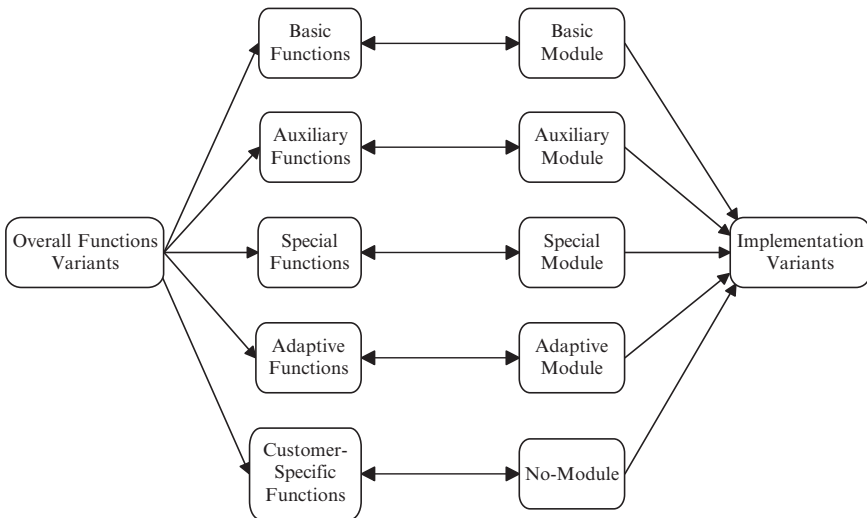 Basic
Functions
Basic
Module
Auxiliary
Functions
Auxiliary
Module
Overall Functions
Variants
Special
Functions
Special
Module
Implementation
Variants
Adaptive
Functions
Adaptive
Module
Customer-
Specific
Functions
No-Module